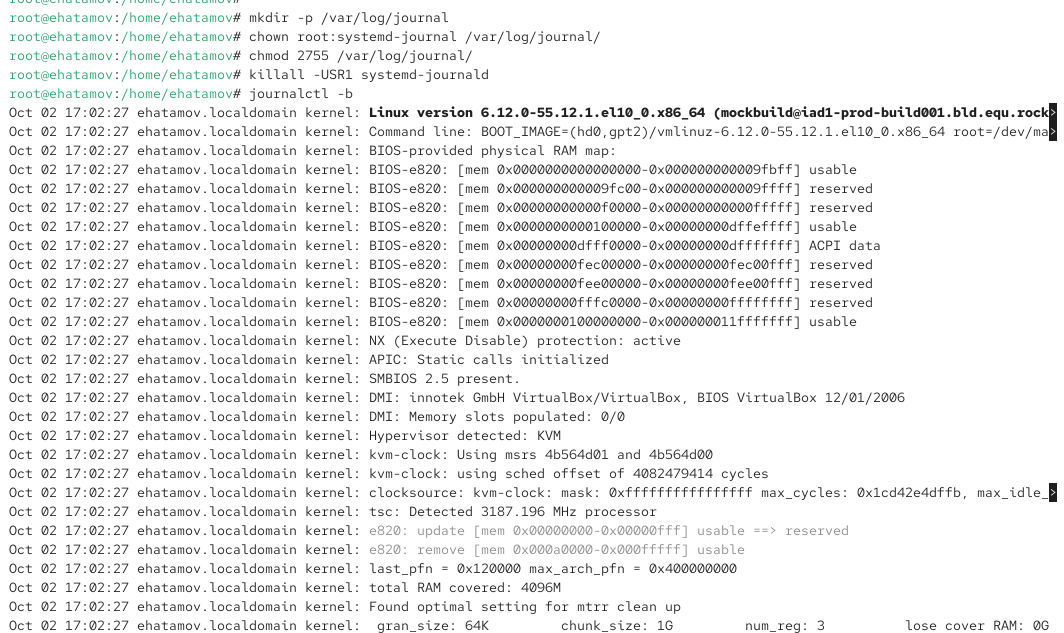 root@ehatamov:/home/ehatamov#
root@ehatamov:/home/ehatamov# mkdir -p /var/log/journal
root@ehatamov:/home/ehatamov# chown root:systemd-journal /var/log/journal/
root@ehatamov:/home/ehatamov# chmod 2755 /var/log/journal/
root@ehatamov:/home/ehatamov# killall -USR1 systemd-journald
root@ehatamov:/home/ehatamov# journalctl -b
Oct 02 17:02:27 ehatamov.localdomain kernel: Linux version 6.12.0-55.12.1.el10_0.x86_64 (mockbuild@iad1-prod-build001.bld.equ.rock>
Oct 02 17:02:27 ehatamov.localdomain kernel: Command line: BOOT_IMAGE=(hd0,gpt2)/vmlinuz-6.12.0-55.12.1.el10_0.x86_64 root=/dev/ma>
Oct 02 17:02:27 ehatamov.localdomain kernel: BIOS-provided physical RAM map:
Oct 02 17:02:27 ehatamov.localdomain kernel: BIOS-e820: [mem 0x0000000000000000-0x000000000009fbff] usable
Oct 02 17:02:27 ehatamov.localdomain kernel: BIOS-e820: [mem 0x000000000009fc00-0x000000000009ffff] reserved
Oct 02 17:02:27 ehatamov.localdomain kernel: BIOS-e820: [mem 0x00000000000f0000-0x00000000000fffff] reserved
Oct 02 17:02:27 ehatamov.localdomain kernel: BIOS-e820: [mem 0x0000000000100000-0x00000000dffeffff] usable
Oct 02 17:02:27 ehatamov.localdomain kernel: BIOS-e820: [mem 0x00000000dfff0000-0x00000000dfffffff] ACPI data
Oct 02 17:02:27 ehatamov.localdomain kernel: BIOS-e820: [mem 0x00000000fec00000-0x00000000fec00fff] reserved
Oct 02 17:02:27 ehatamov.localdomain kernel: BIOS-e820: [mem 0x00000000fee00000-0x00000000fee00fff] reserved
Oct 02 17:02:27 ehatamov.localdomain kernel: BIOS-e820: [mem 0x00000000fffc0000-0x00000000ffffffff] reserved
Oct 02 17:02:27 ehatamov.localdomain kernel: BIOS-e820: [mem 0x0000000100000000-0x000000011fffffff] usable
Oct 02 17:02:27 ehatamov.localdomain kernel: NX (Execute Disable) protection: active
Oct 02 17:02:27 ehatamov.localdomain kernel: APIC: Static calls initialized
Oct 02 17:02:27 ehatamov.localdomain kernel: SMBIOS 2.5 present.
Oct 02 17:02:27 ehatamov.localdomain kernel: DMI: innotek GmbH VirtualBox/VirtualBox, BIOS VirtualBox 12/01/2006
Oct 02 17:02:27 ehatamov.localdomain kernel: DMI: Memory slots populated: 0/0
Oct 02 17:02:27 ehatamov.localdomain kernel: Hypervisor detected: KVM
Oct 02 17:02:27 ehatamov.localdomain kernel: kvm-clock: Using msrs 4b564d01 and 4b564d00
Oct 02 17:02:27 ehatamov.localdomain kernel: kvm-clock: using sched offset of 4082479414 cycles
Oct 02 17:02:27 ehatamov.localdomain kernel: clocksource: kvm-clock: mask: 0xffffffffffffffff max_cycles: 0x1cd42e4dffb, max_idle_>
Oct 02 17:02:27 ehatamov.localdomain kernel: tsc: Detected 3187.196 MHz processor
Oct 02 17:02:27 ehatamov.localdomain kernel: e820: update [mem 0x00000000-0x00000fff] usable ==> reserved
Oct 02 17:02:27 ehatamov.localdomain kernel: e820: remove [mem 0x000a0000-0x000fffff] usable
Oct 02 17:02:27 ehatamov.localdomain kernel: last_pfn = 0x120000 max_arch_pfn = 0x400000000
Oct 02 17:02:27 ehatamov.localdomain kernel: total RAM covered: 4096M
Oct 02 17:02:27 ehatamov.localdomain kernel: Found optimal setting for mtrr clean up
Oct 02 17:02:27 ehatamov.localdomain kernel:  gran_size: 64K         chunk_size: 1G         num_reg: 3          lose cover RAM: 0G